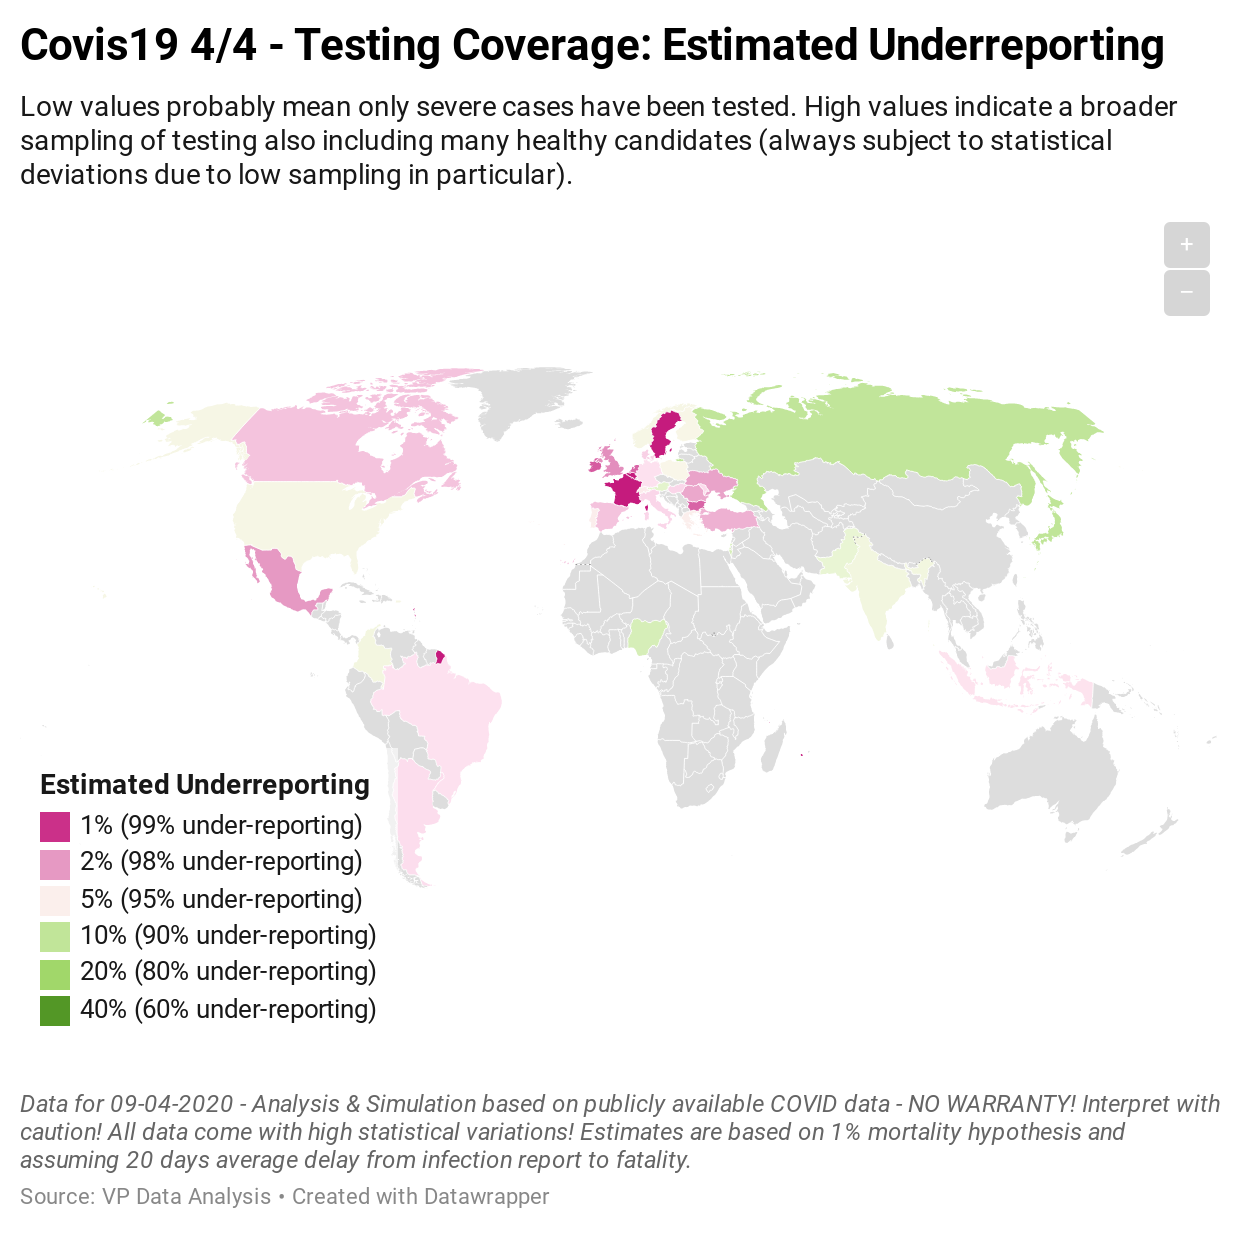 Covis19 4/4 - Testing Coverage: Estimated Underreporting
Low values probably mean only severe cases have been tested. High values indicate a broader
sampling of testing also including many healthy candidates (always subject to statistical
deviations due to low sampling in particular).
+
−
Estimated Underreporting
1% (99% under-reporting)
2% (98% under-reporting)
5% (95% under-reporting)
10% (90% under-reporting)
20% (80% under-reporting)
40% (60% under-reporting)
Data for 09-04-2020 - Analysis & Simulation based on publicly available COVID data - NO WARRANTY! Interpret with
caution! All data come with high statistical variations! Estimates are based on 1% mortality hypothesis and
assuming 20 days average delay from infection report to fatality.
Source: VP Data Analysis • Created with Datawrapper